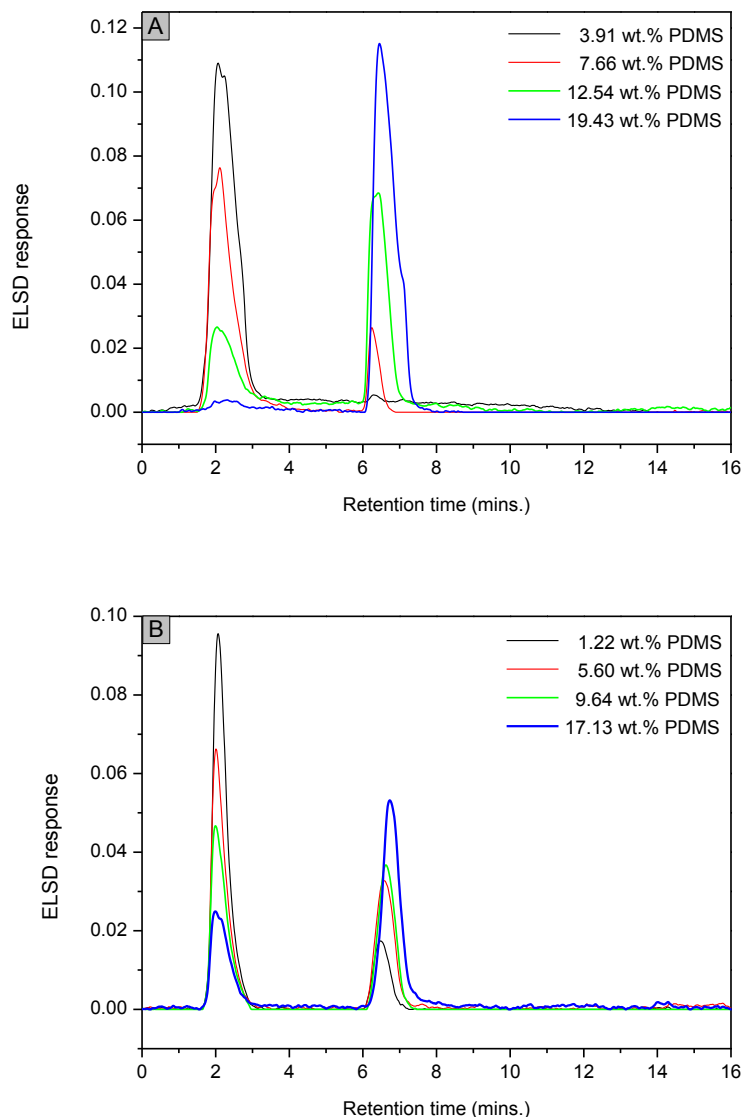 A
3.91 wt.% PDMS
7.66 wt.% PDMS
12.54 wt.% PDMS
19.43 wt.% PDMS
0.12
0.10
0.08
0.06
0.04
0.02
0.00
ELSD response
0 2 4 6 8 10 12 14 16
Retention time (mins.)
B
1.22 wt.% PDMS
5.60 wt.% PDMS
9.64 wt.% PDMS
17.13 wt.% PDMS
0.10
0.08
0.06
0.04
0.02
0.00
ELSD response
0 2 4 6 8 10 12 14 16
Retention time (mins.)